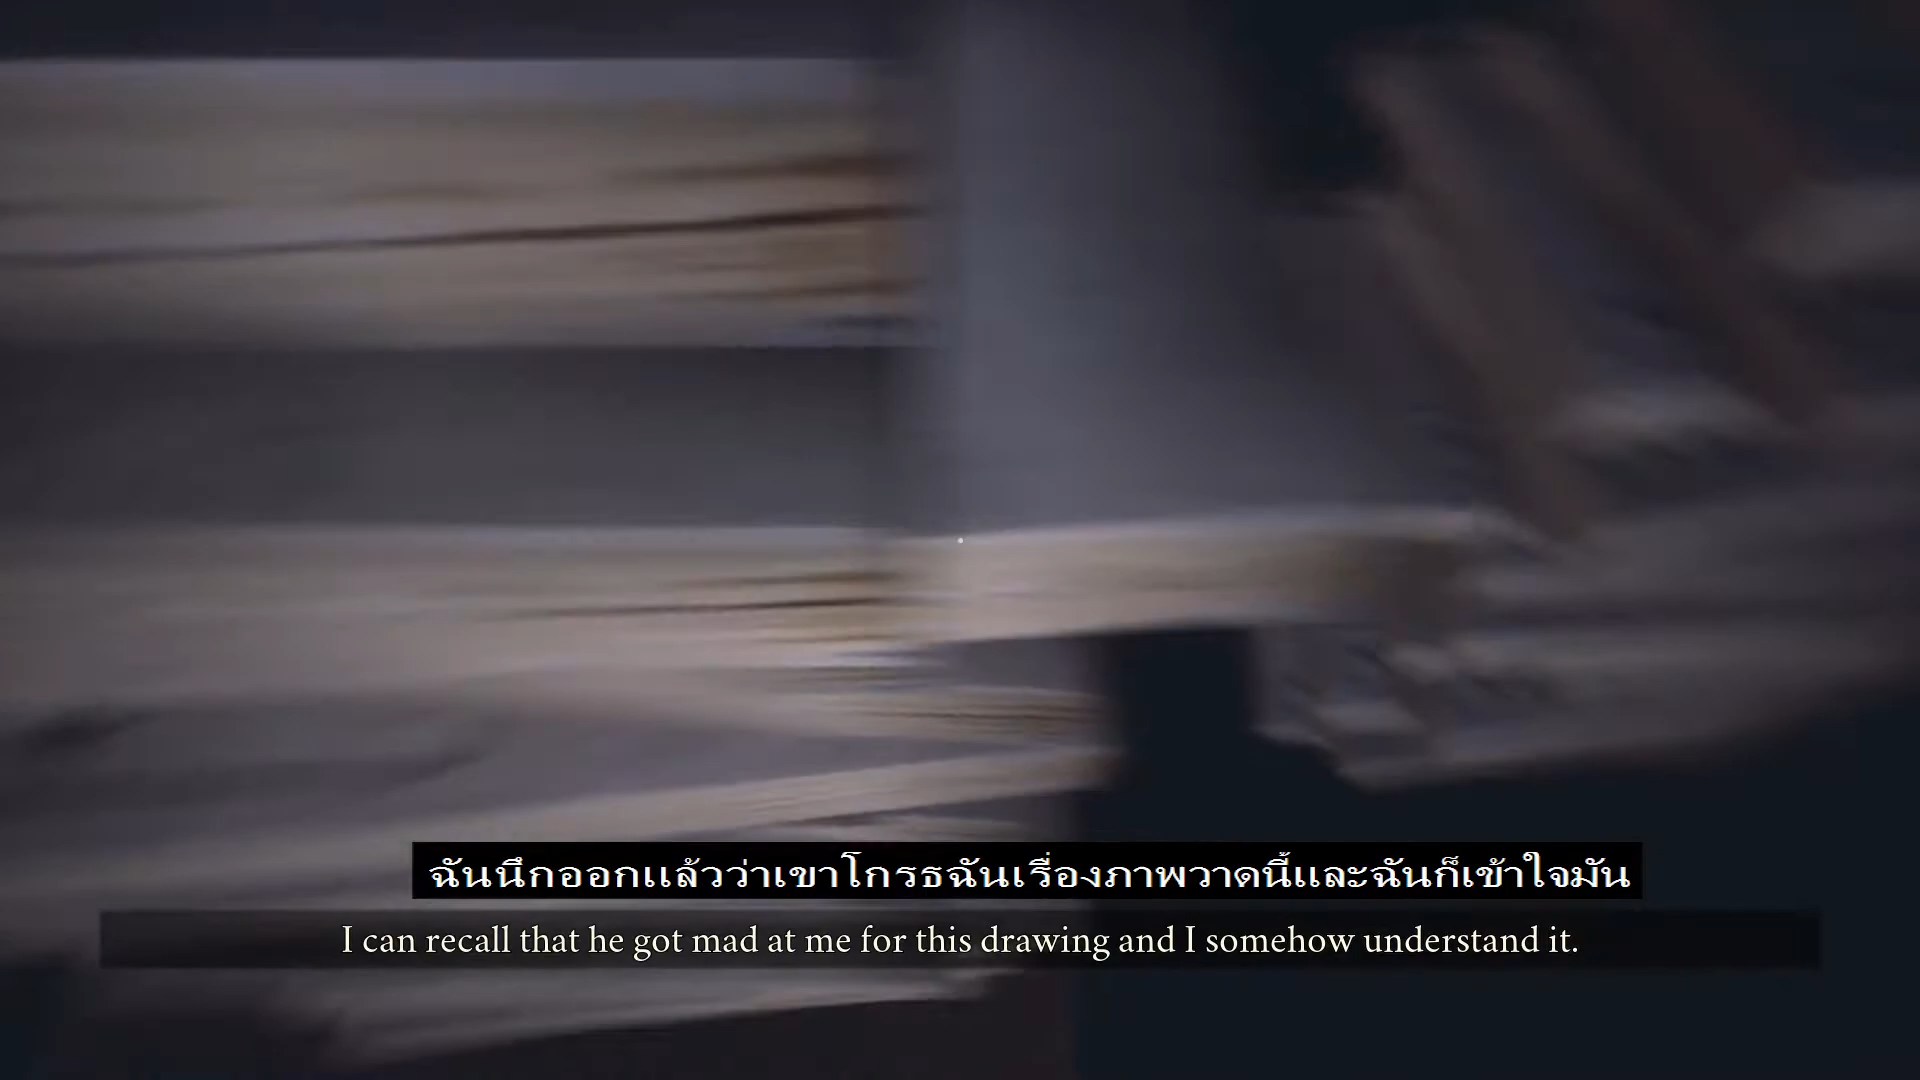 ฉันนึกออกแล้วว่าเขาโกรธฉันเรื่องภาพวาดนี้และฉันก็เข้าใจมัน
I can recall that he got mad at me for this drawing and I somehow understand it.